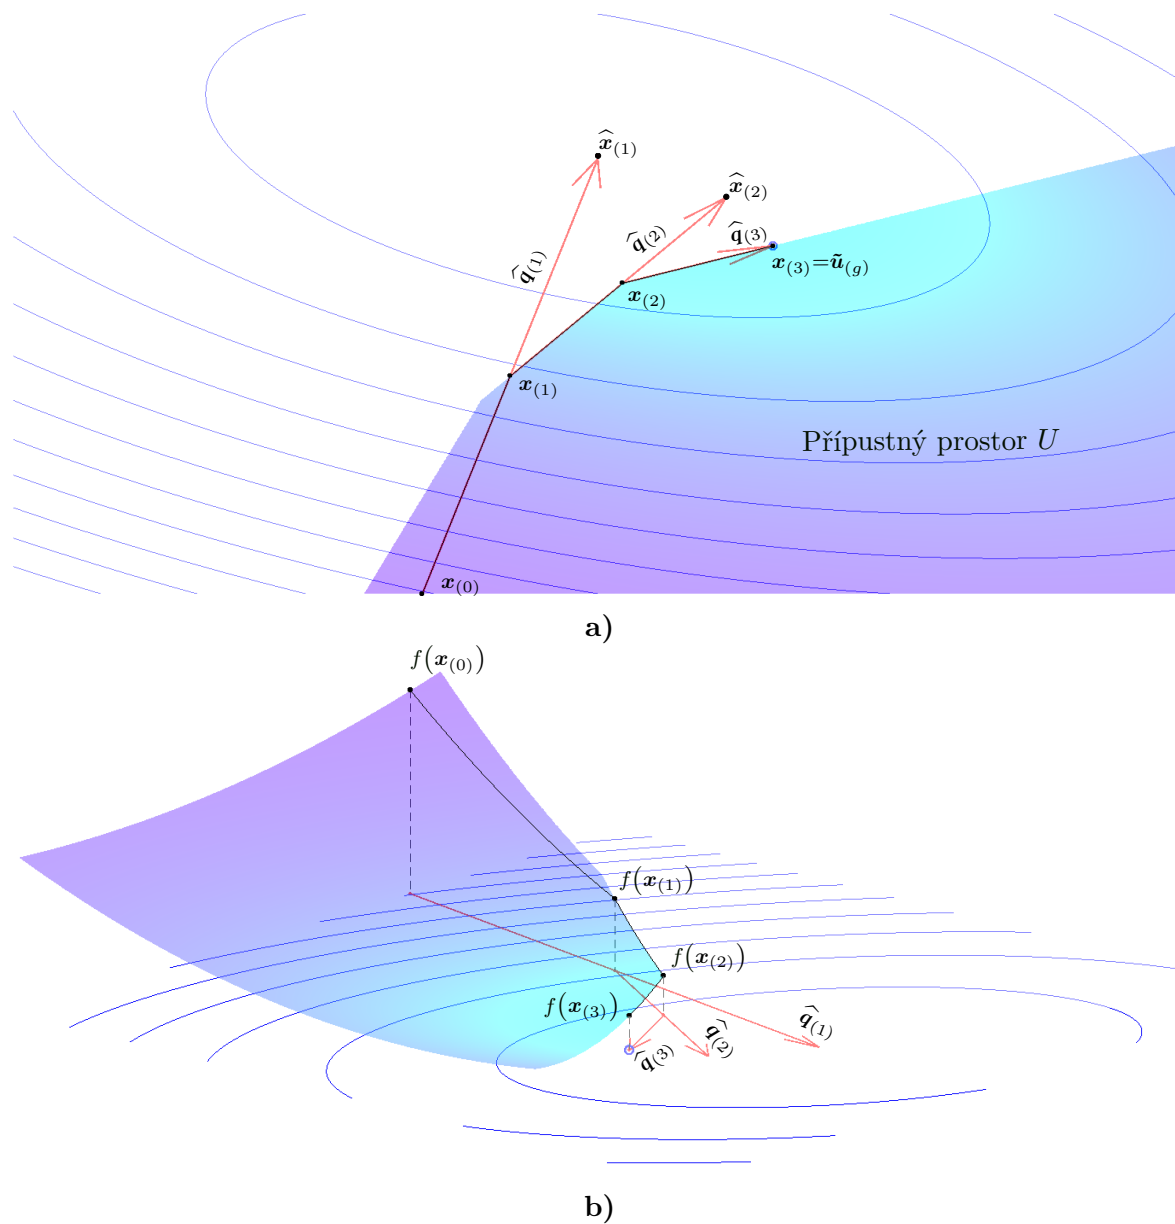 x̂(1)
x̂(2)
q̂(1)
q̂(2)
q̂(3)
x(3)=ũ(g)
x(2)
x(1)
Přípustný prostor U
x(0)
a)
f(x(0))
f(x(1))
f(x(2))
f(x(3))
q̂(1)
q̂(2)
q̂(3)
b)